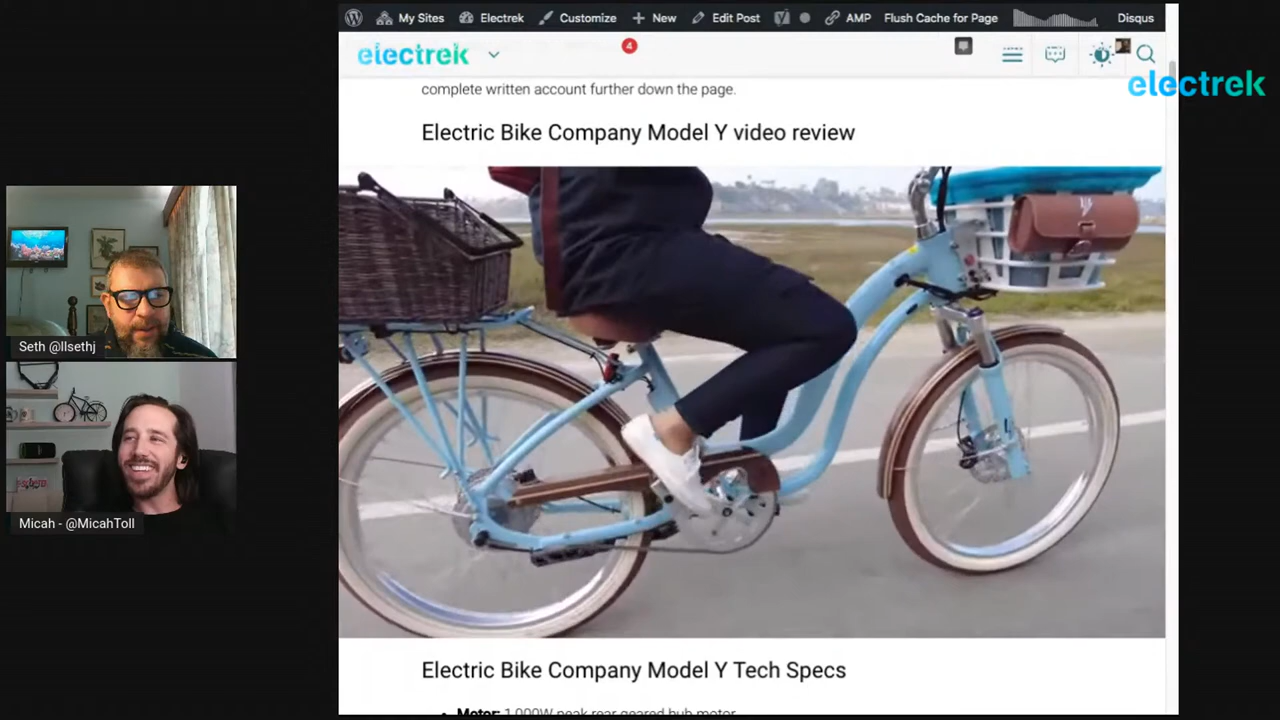 My Sites
Electrek
Customize
New
Edit Post
AMP
Flush Cache for Page
Disqus
electrek
4
electrek
complete written account further down the page.
Electric Bike Company Model Y video review
Seth @llsethj
Micah - @MicahToll
Electric Bike Company Model Y Tech Specs
Motor: 1,000W peak rear geared hub motor